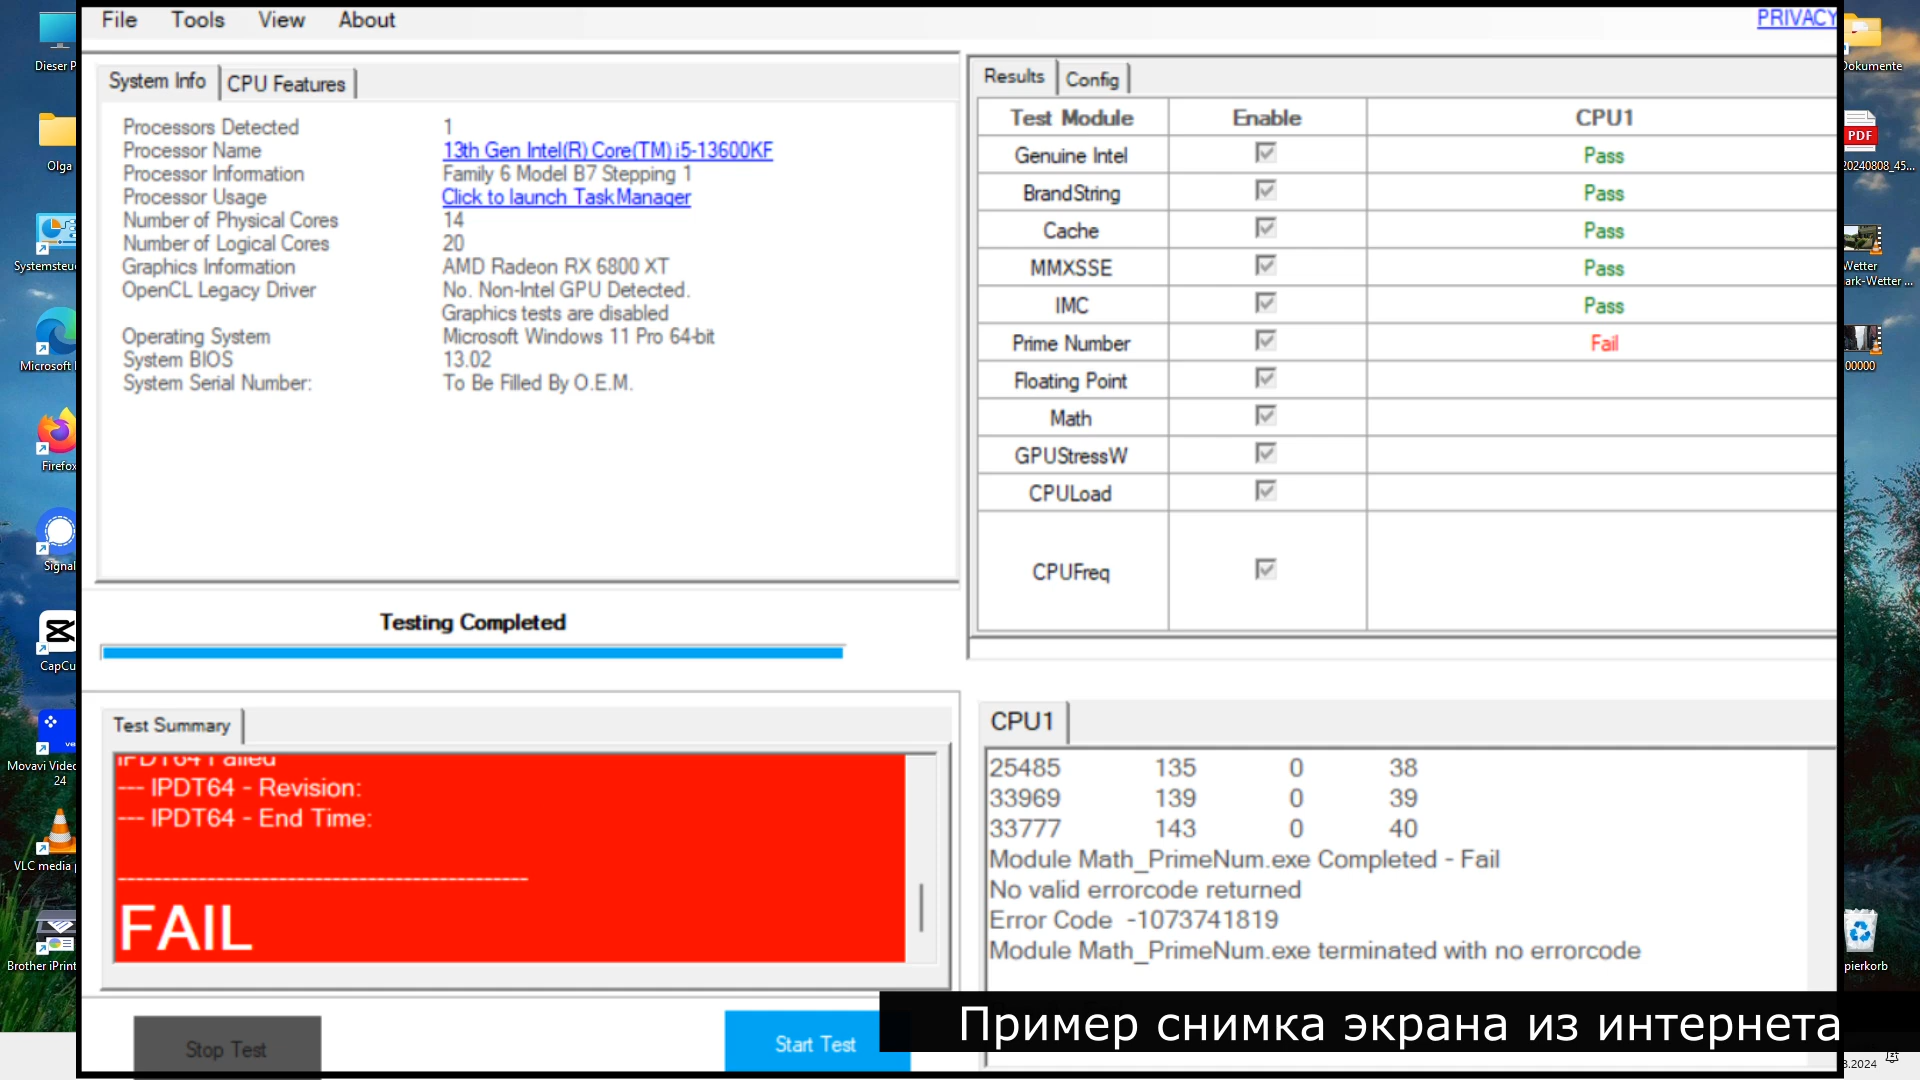 File Tools View About
PRIVACY
Dieser P
Olga
Systemsteu
Microsoft
Firefox
Signal
CapCu
Movavi Videc
24
VLC media p
Brother iPrint
System Info CPU Features
Processors Detected 1
Processor Name 13th Gen Intel(R) Core(TM) i5-13600KF
Processor Information Family 6 Model B7 Stepping 1
Processor Usage Click to launch TaskManager
Number of Physical Cores 14
Number of Logical Cores 20
Graphics Information AMD Radeon RX 6800 XT
OpenCL Legacy Driver No. Non-Intel GPU Detected.
Graphics tests are disabled
Operating System Microsoft Windows 11 Pro 64-bit
System BIOS 13.02
System Serial Number: To Be Filled By O.E.M.
Testing Completed
Results Config
Test Module Enable CPU1
Genuine Intel Pass
BrandString Pass
Cache Pass
MMXSSE Pass
IMC Pass
Prime Number Fail
Floating Point
Math
GPUStressW
CPULoad
CPUFreq
Test Summary
IPDT64 Failed
--- IPDT64 - Revision:
--- IPDT64 - End Time:
FAIL
Stop Test
Start Test
CPU1
25485 135 0 38
33969 139 0 39
33777 143 0 40
Module Math_PrimeNum.exe Completed - Fail
No valid errorcode returned
Error Code -1073741819
Module Math_PrimeNum.exe terminated with no errorcode
Пример снимка экрана из интернета
Dokumente
PDF
20240808_45...
Wetter
ark-Wetter ...
00000
pierkorb
8.2024